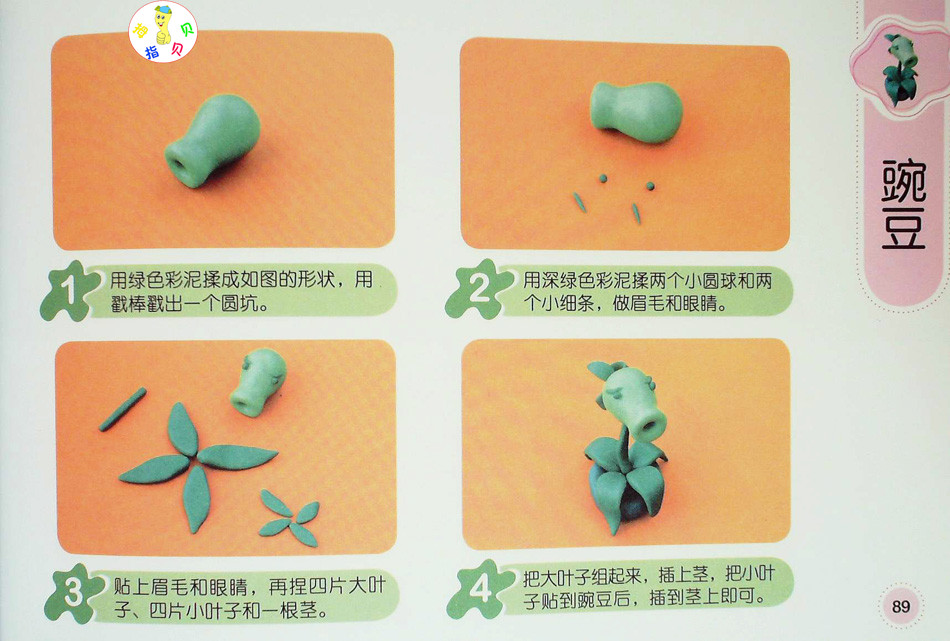 指贝贝
豌豆
1
用绿色彩泥揉成如图的形状，用
戳棒戳出一个圆坑。
2
用深绿色彩泥揉两个小圆球和两
个小细条，做眉毛和眼睛。
3
贴上眉毛和眼睛，再捏四片大叶
子、四片小叶子和一根茎。
4
把大叶子组起来，插上茎，把小叶
子贴到豌豆后，插到茎上即可。
89